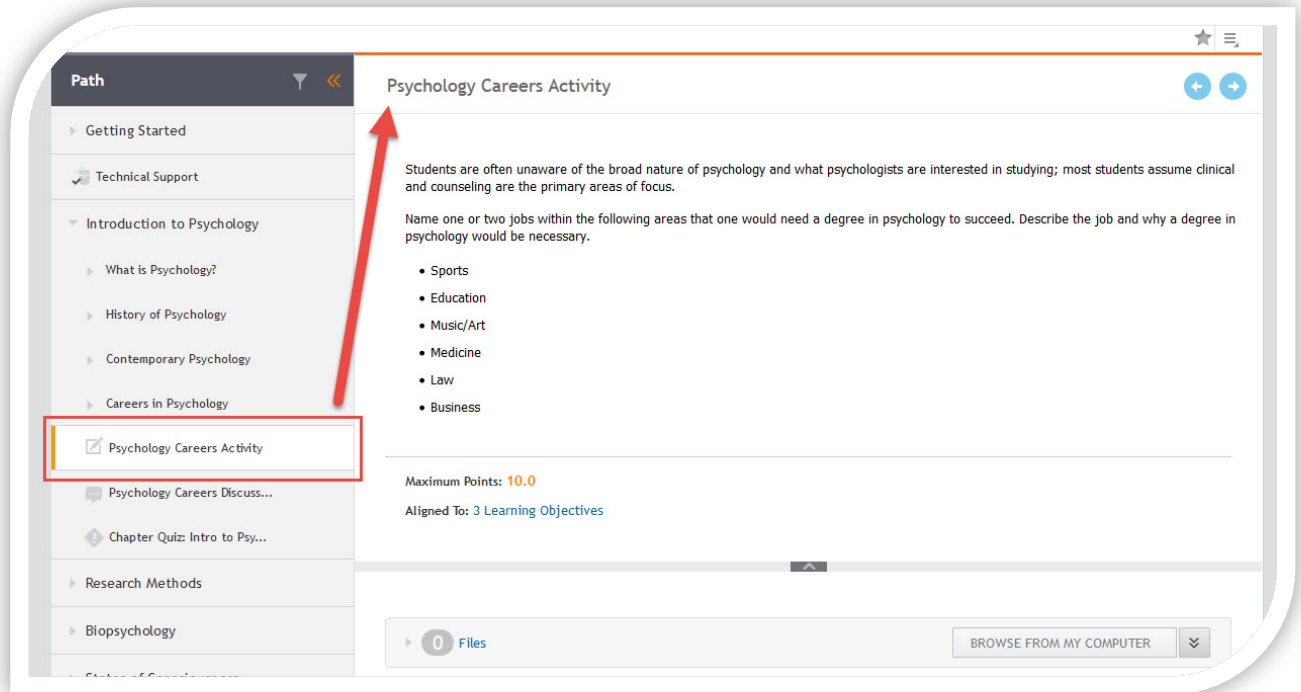 Path
Getting Started
Technical Support
Introduction to Psychology
What is Psychology?
History of Psychology
Contemporary Psychology
Careers in Psychology
Psychology Careers Activity
Psychology Careers Discuss...
Chapter Quiz: Intro to Psy...
Research Methods
Biopsychology
States of Consciousness
Psychology Careers Activity
Students are often unaware of the broad nature of psychology and what psychologists are interested in studying; most students assume clinical
and counseling are the primary areas of focus.
Name one or two jobs within the following areas that one would need a degree in psychology to succeed. Describe the job and why a degree in
psychology would be necessary.
• Sports
• Education
• Music/Art
• Medicine
• Law
• Business
Maximum Points: 10.0
Aligned To: 3 Learning Objectives
0 Files
BROWSE FROM MY COMPUTER